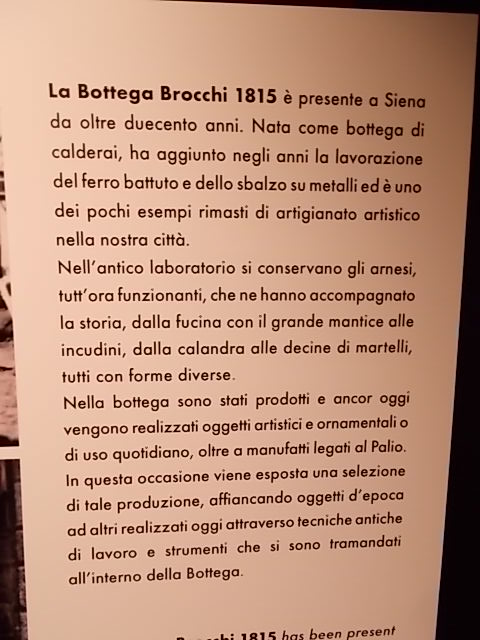 La Bottega Brocchi 1815 è presente a Siena
da oltre duecento anni. Nata come bottega di
calderai, ha aggiunto negli anni la lavorazione
del ferro battuto e dello sbalzo su metalli ed è uno
dei pochi esempi rimasti di artigianato artistico
nella nostra città.
Nell'antico laboratorio si conservano gli arnesi,
tutt'ora funzionanti, che ne hanno accompagnato
la storia, dalla fucina con il grande mantice alle
incudini, dalla calandra alle decine di martelli,
tutti con forme diverse.
Nella bottega sono stati prodotti e ancor oggi
vengono realizzati oggetti artistici e ornamentali o
di uso quotidiano, oltre a manufatti legati al Palio.
In questa occasione viene esposta una selezione
di tale produzione, affiancando oggetti d'epoca
ad altri realizzati oggi attraverso tecniche antiche
di lavoro e strumenti che si sono tramandati
all'interno della Bottega.
Brocchi 1815 has been present